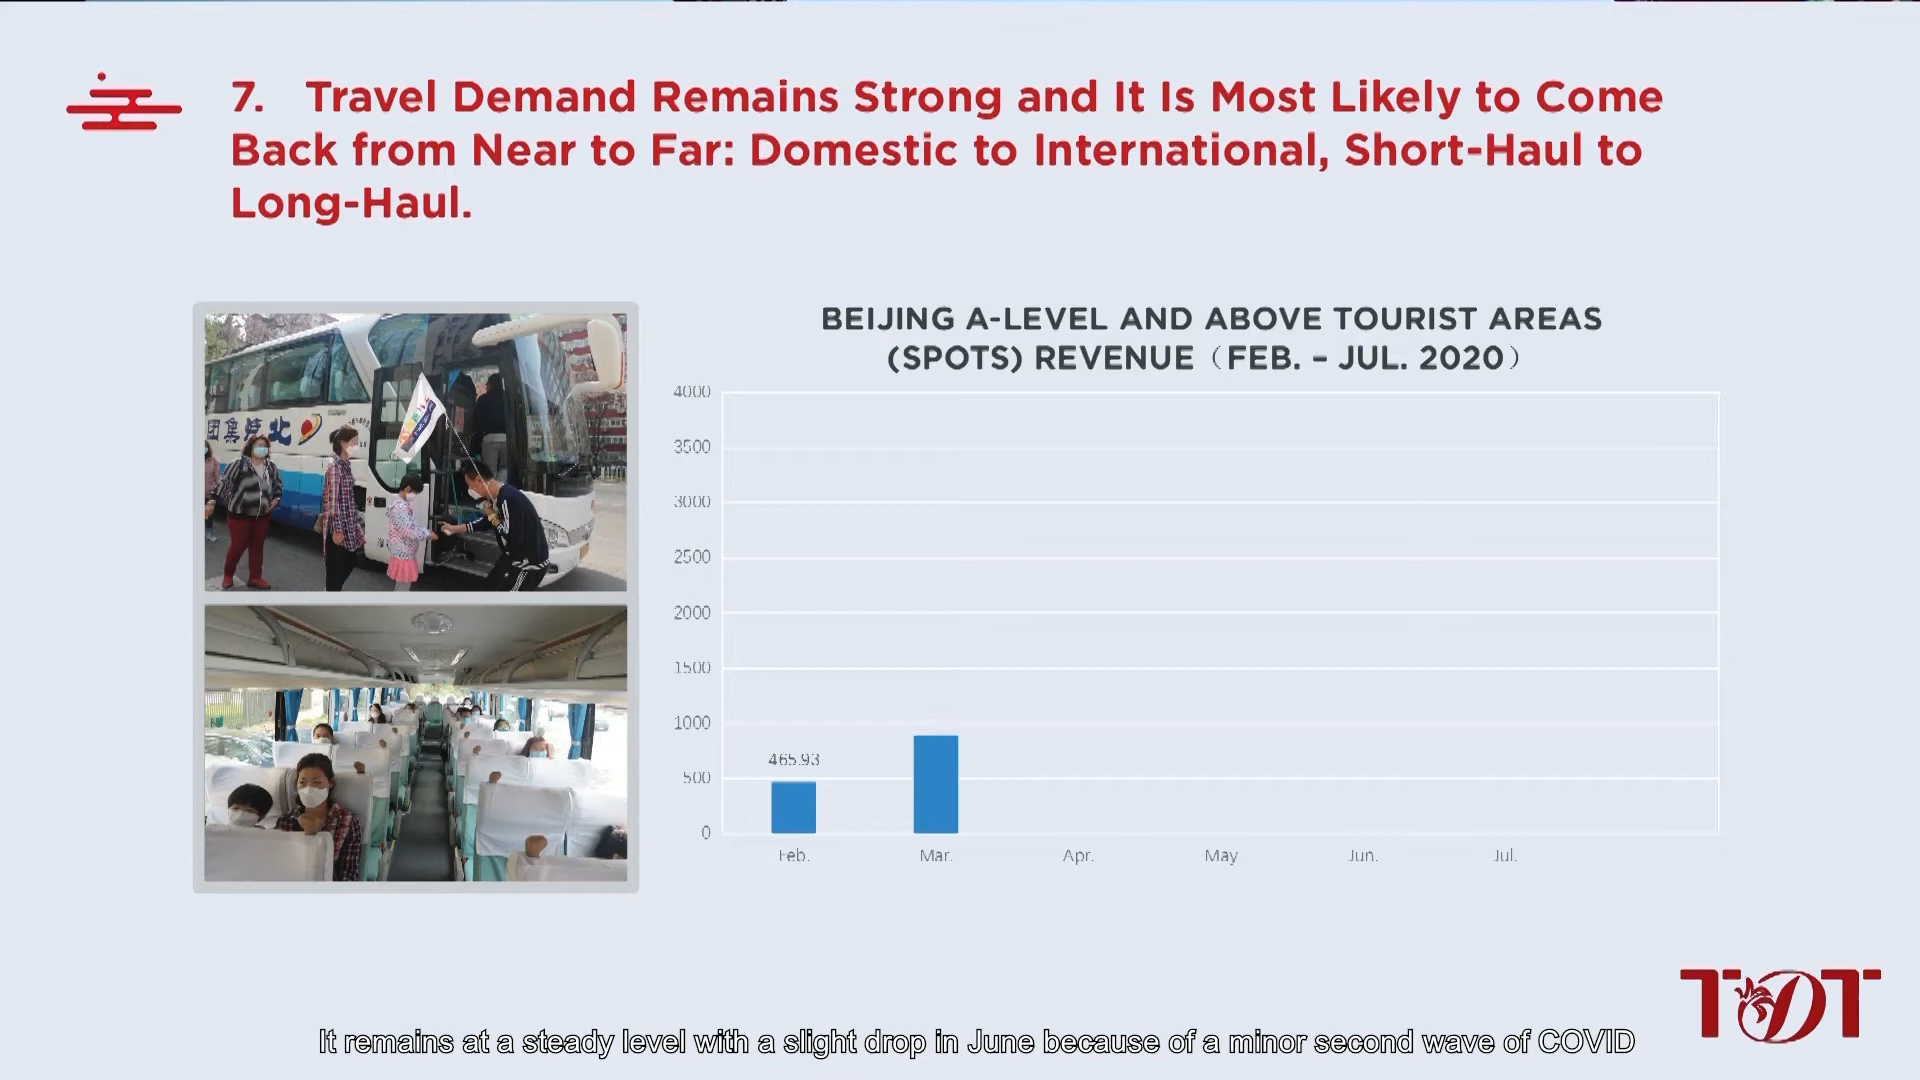 7. Travel Demand Remains Strong and It Is Most Likely to Come
Back from Near to Far: Domestic to International, Short-Haul to
Long-Haul.
BEIJING A-LEVEL AND ABOVE TOURIST AREAS
(SPOTS) REVENUE（FEB. – JUL. 2020）
4000
3500
3000
2500
2000
1500
1000
500
0
465.93
Feb.
Mar.
Apr.
May
Jun.
Jul.
TDT
It remains at a steady level with a slight drop in June because of a minor second wave of COVID